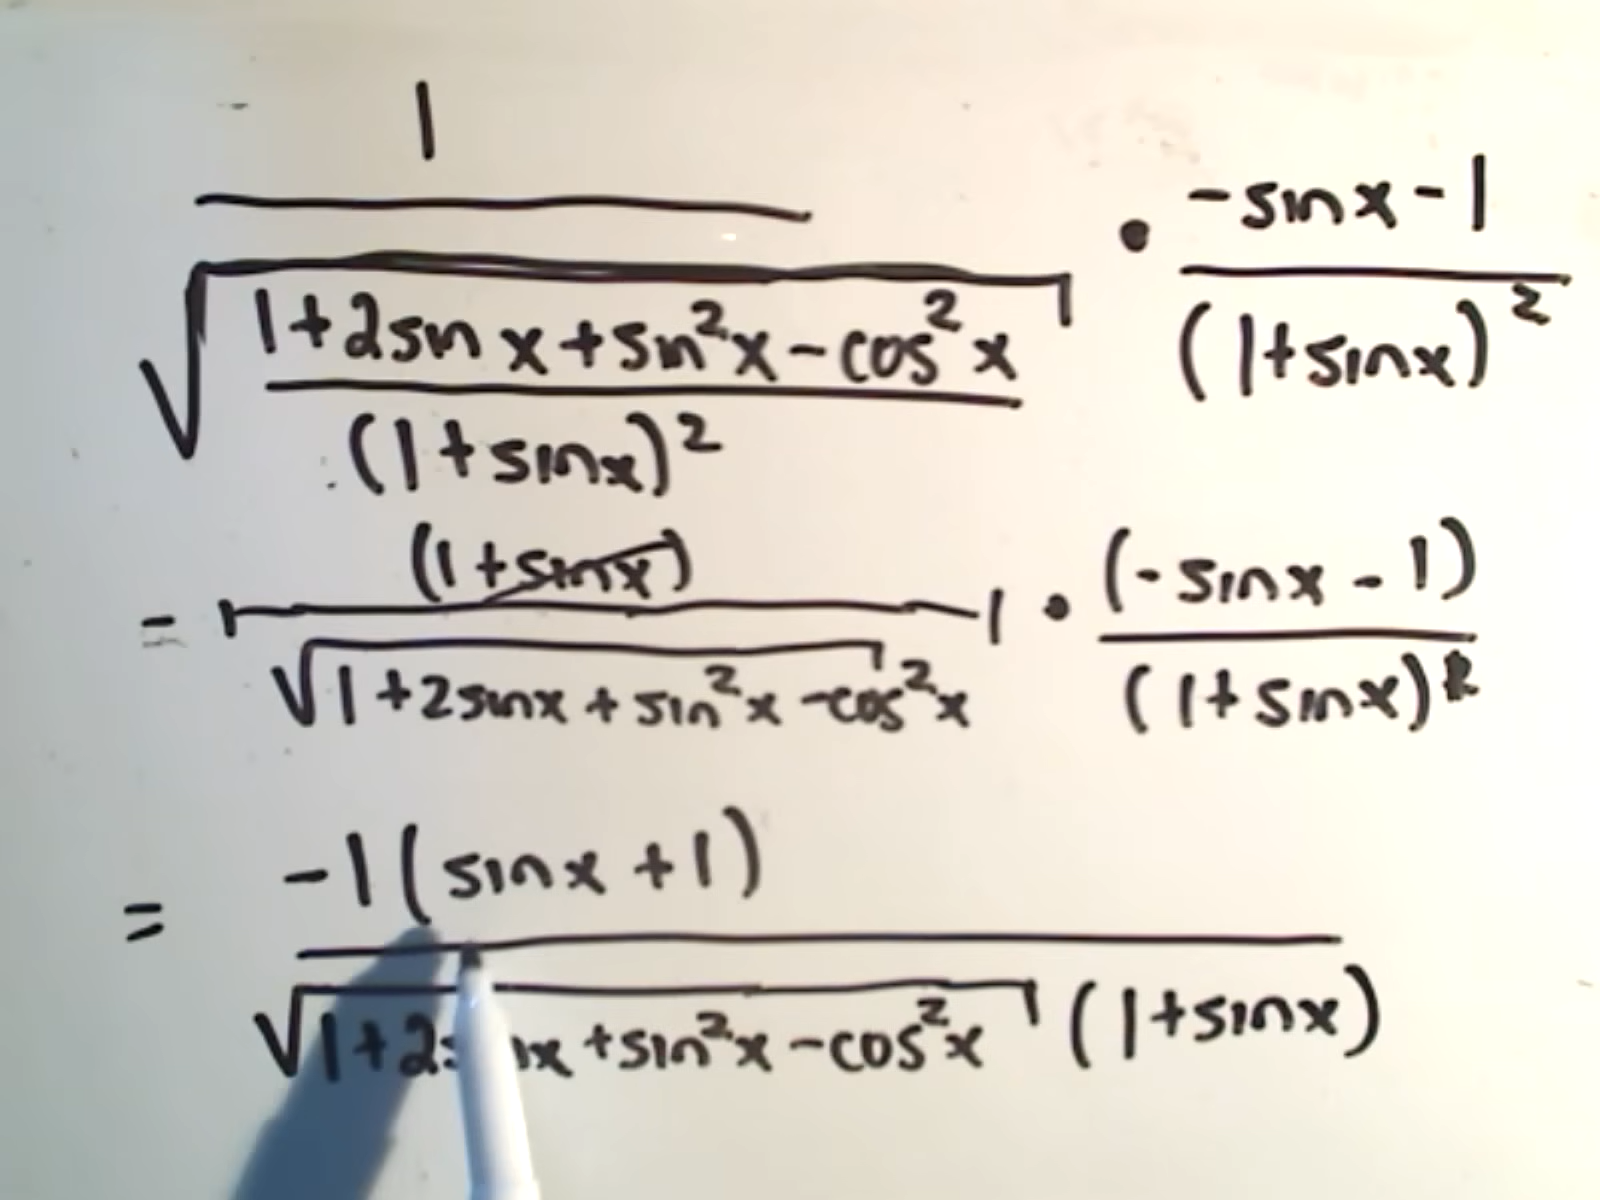 1 / √((1+2sin x+sin²x-cos²x) / (1+sinx)²) • (-sinx-1) / (1+sinx)²
= (1+sinx) / √(1+2sinx+sin²x-cos²x) • (-sinx-1) / (1+sinx)²
= -1(sinx+1) / √(1+2sinx+sin²x-cos²x) (1+sinx)